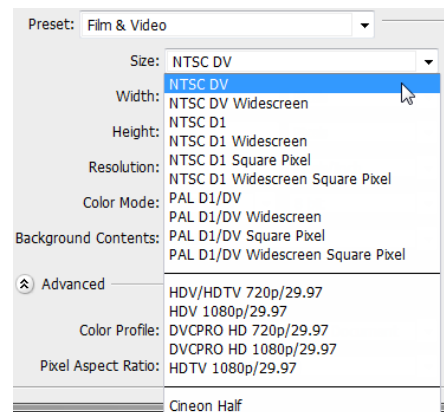 Preset: Film & Video
Size: NTSC DV
NTSC DV
Width:
NTSC DV Widescreen
NTSC D1
Height:
NTSC D1 Widescreen
NTSC D1 Square Pixel
Resolution:
NTSC D1 Widescreen Square Pixel
Color Mode:
PAL D1/DV
PAL D1/DV Widescreen
Background Contents:
PAL D1/DV Square Pixel
PAL D1/DV Widescreen Square Pixel
Advanced
HDV/HDTV 720p/29.97
HDV 1080p/29.97
Color Profile:
DVCPRO HD 720p/29.97
DVCPRO HD 1080p/29.97
Pixel Aspect Ratio:
HDTV 1080p/29.97
Cineon Half